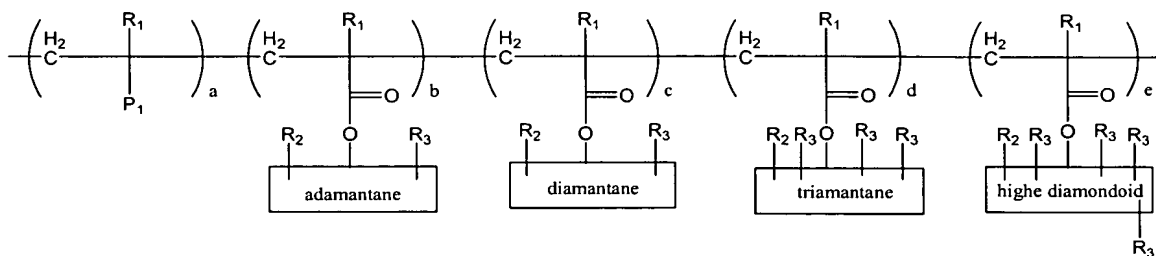 R₁ R₁ R₁ R₁ R₁
H₂ H₂ H₂ H₂ H₂
C C C C C
a b c d e
P₁ O O O O
O O O O
R₂ R₃ R₂ R₃ R₂ R₃ R₃ R₃ R₂ R₃ R₃ R₃
adamantane diamantane triamantane highe diamondoid
R₃